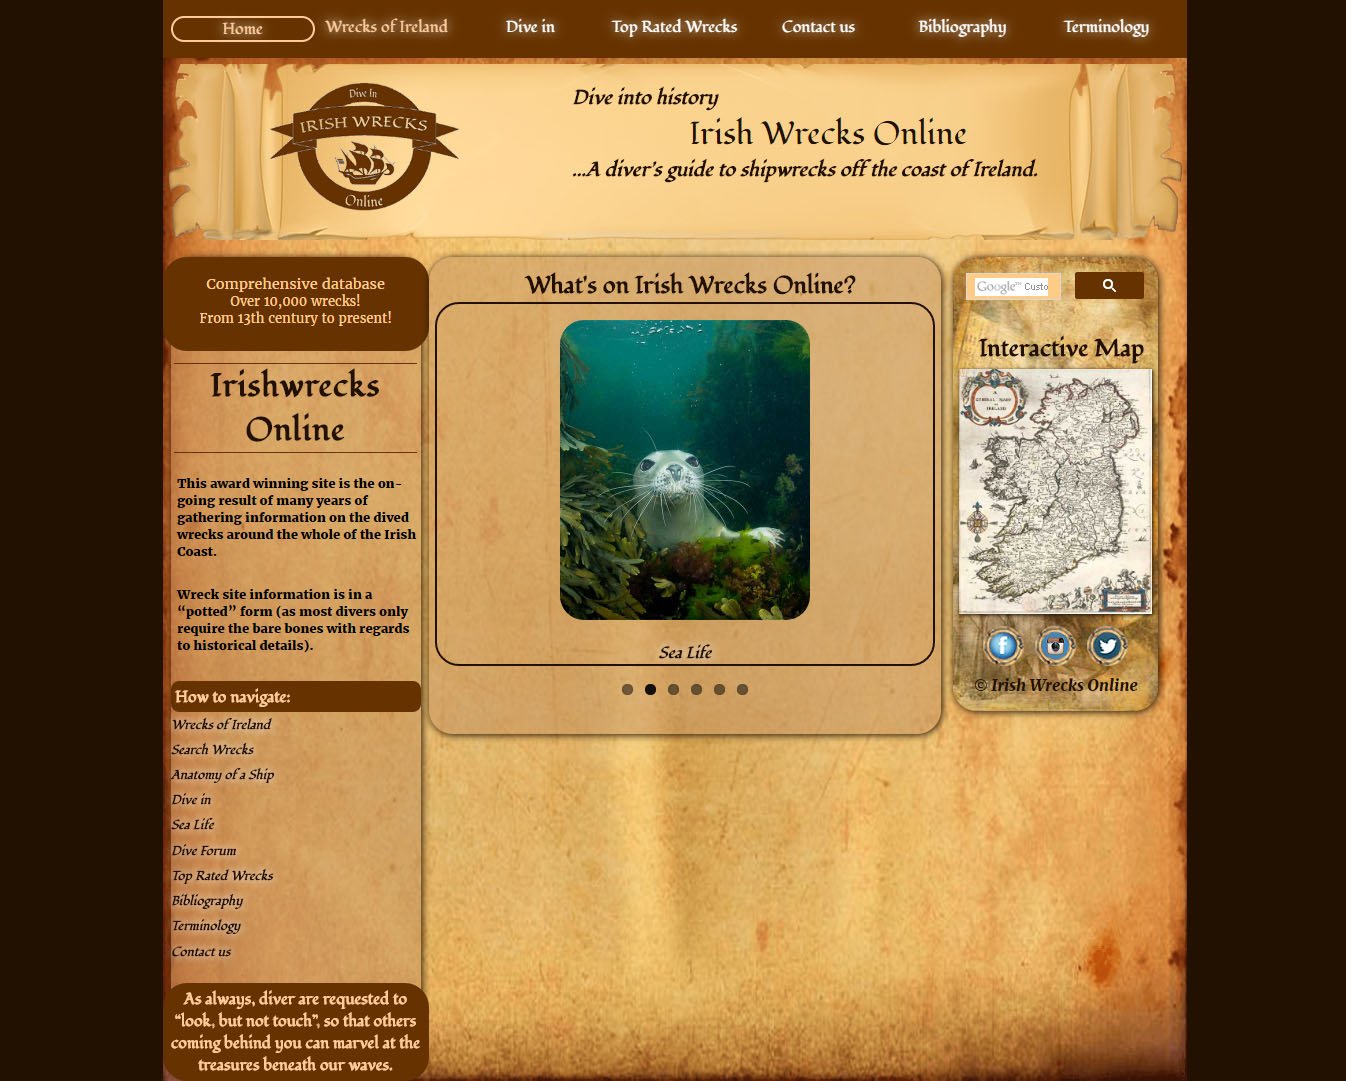 Home
Wrecks of Ireland
Dive in
Top Rated Wrecks
Contact us
Bibliography
Terminology
Dive In
IRISH WRECKS
Online
Dive into history
Irish Wrecks Online
...A diver's guide to shipwrecks off the coast of Ireland.
Comprehensive database
Over 10,000 wrecks!
From 13th century to present!
Irishwrecks
Online
This award winning site is the on-
going result of many years of
gathering information on the dived
wrecks around the whole of the Irish
Coast.
Wreck site information is in a
“potted” form (as most divers only
require the bare bones with regards
to historical details).
How to navigate:
Wrecks of Ireland
Search Wrecks
Anatomy of a Ship
Dive in
Sea Life
Dive Forum
Top Rated Wrecks
Bibliography
Terminology
Contact us
As always, diver are requested to
“look, but not touch”, so that others
coming behind you can marvel at the
treasures beneath our waves.
What's on Irish Wrecks Online?
Sea Life
Google™ Custo
Interactive Map
A
GENERAL MAPP
OF
IRELAND
© Irish Wrecks Online